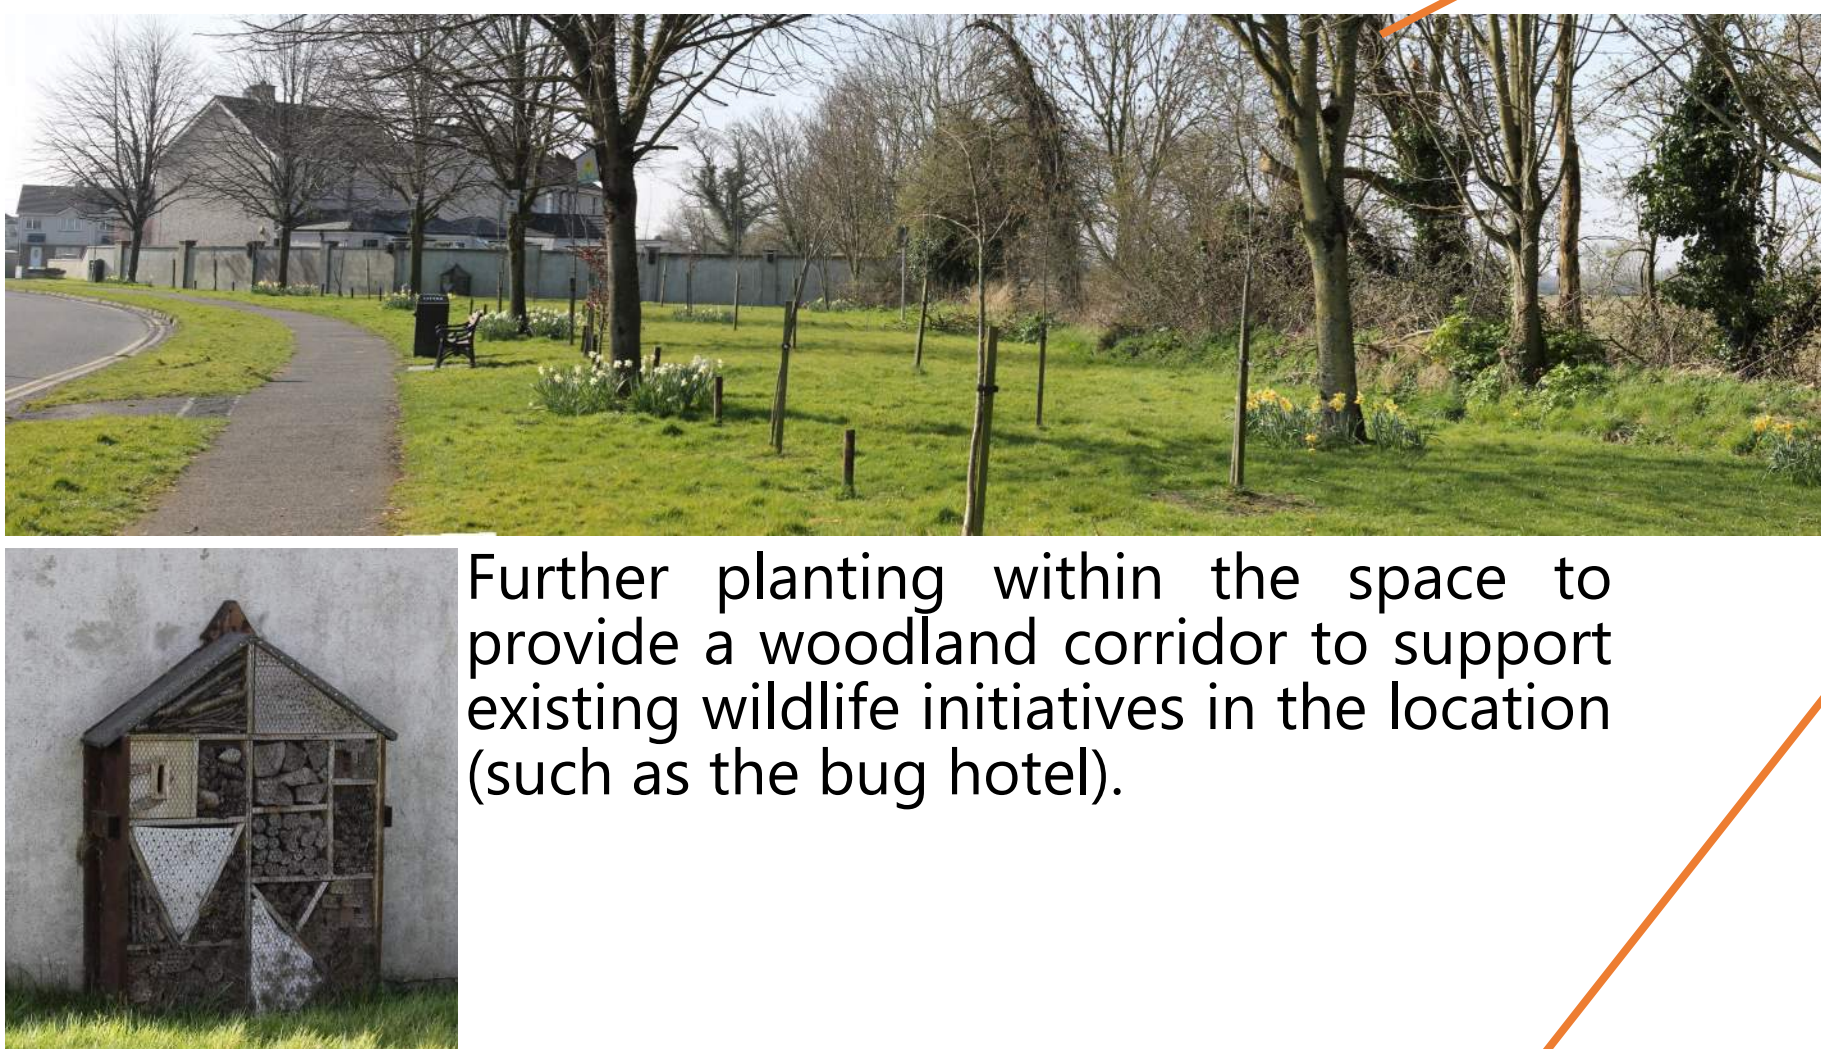 Further planting within the space to
provide a woodland corridor to support
existing wildlife initiatives in the location
(such as the bug hotel).